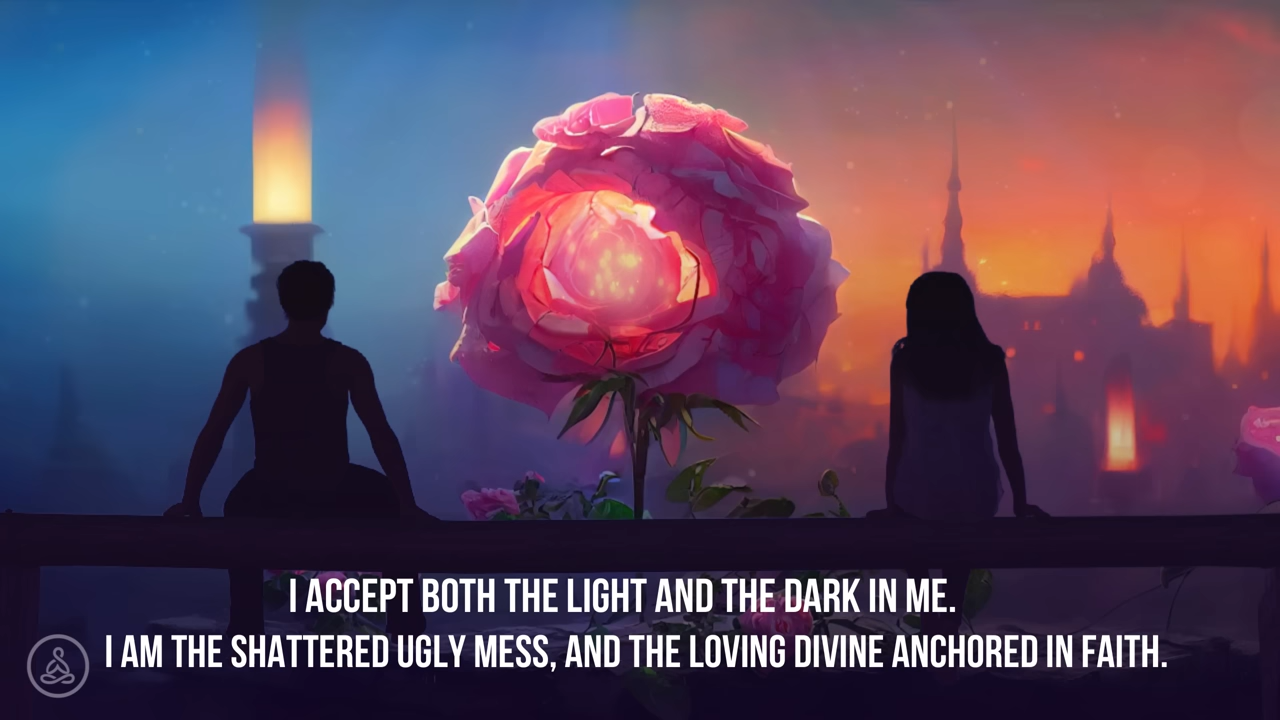 I ACCEPT BOTH THE LIGHT AND THE DARK IN ME.
I AM THE SHATTERED UGLY MESS, AND THE LOVING DIVINE ANCHORED IN FAITH.